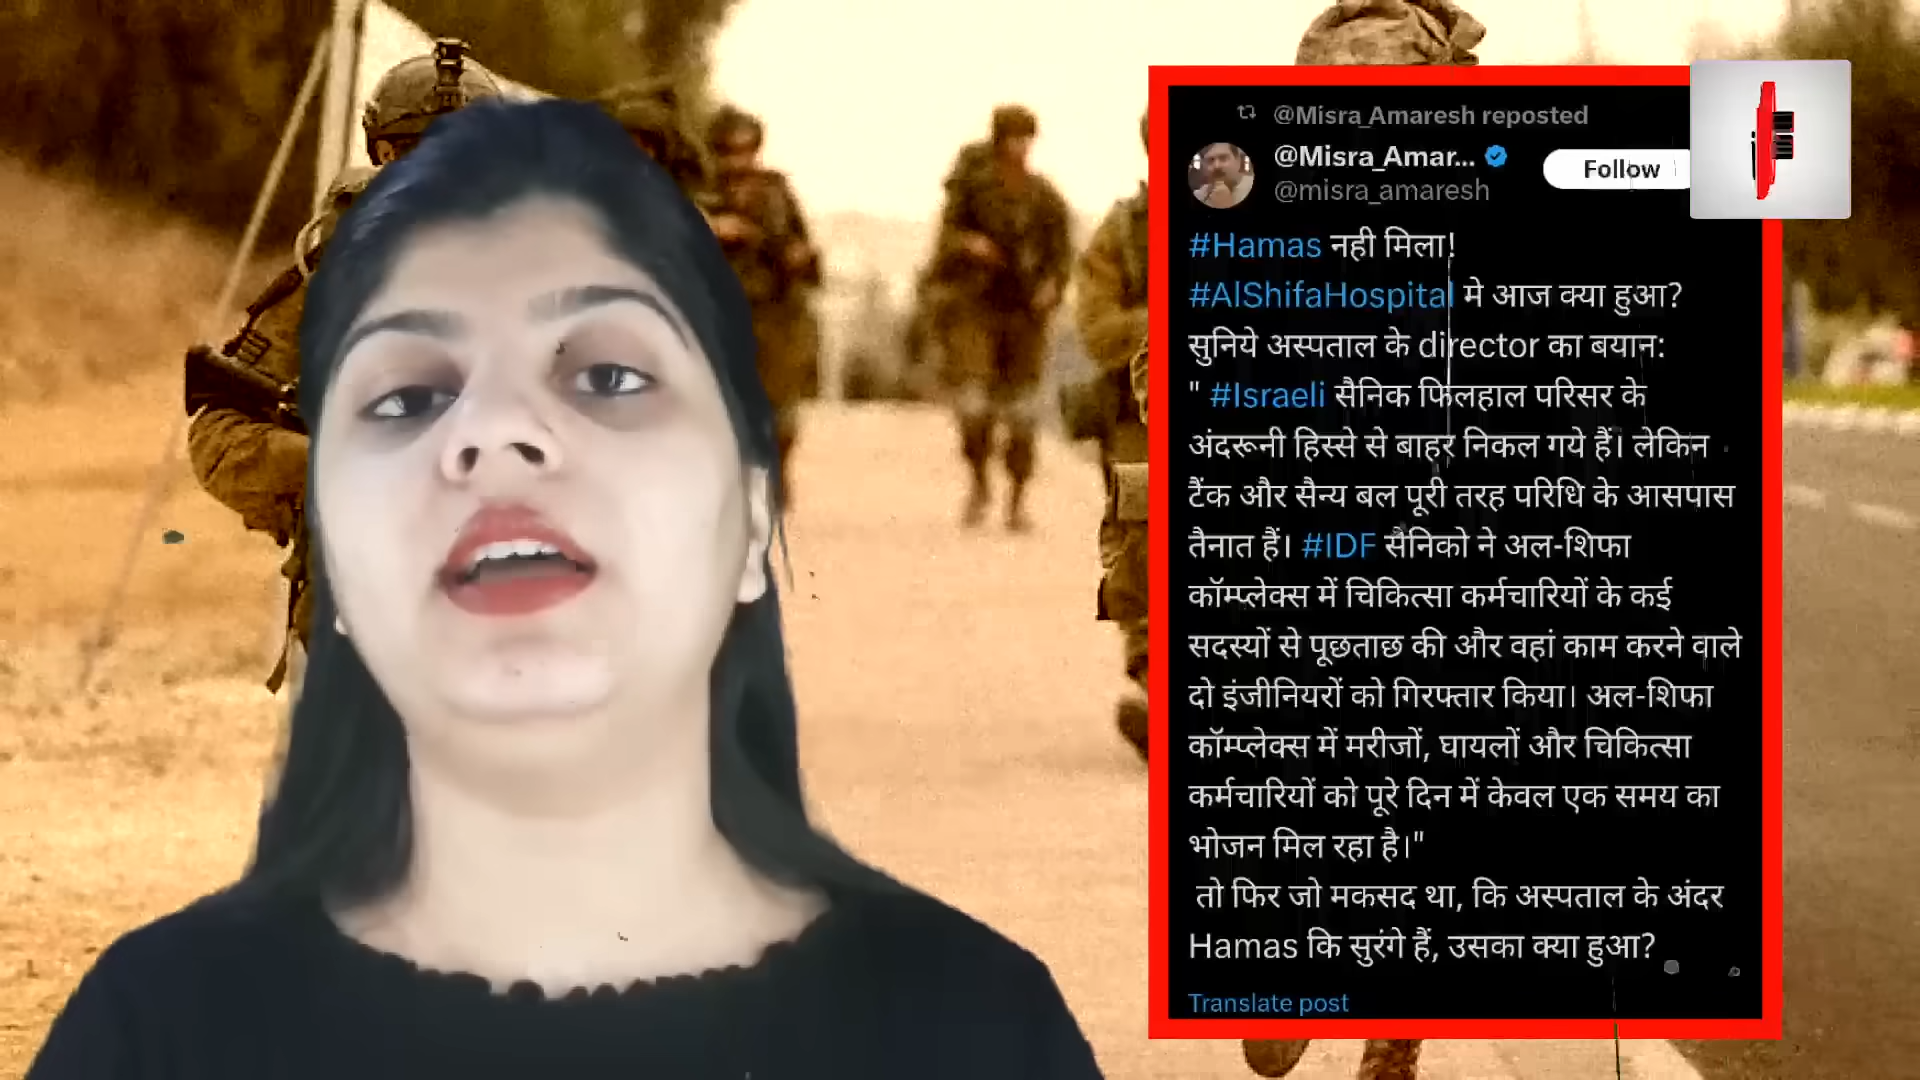 @Misra_Amaresh reposted
@Misra_Amar...
Follow
@misra_amaresh
#Hamas नही मिला!
#AlShifaHospital मे आज क्या हुआ?
सुनिये अस्पताल के director का बयान:
" #Israeli सैनिक फिलहाल परिसर के
अंदरूनी हिस्से से बाहर निकल गये हैं। लेकिन
टैंक और सैन्य बल पूरी तरह परिधि के आसपास
तैनात हैं। #IDF सैनिको ने अल-शिफा
कॉम्प्लेक्स में चिकित्सा कर्मचारियों के कई
सदस्यों से पूछताछ की और वहां काम करने वाले
दो इंजीनियरों को गिरफ्तार किया। अल-शिफा
कॉम्प्लेक्स में मरीजों, घायलों और चिकित्सा
कर्मचारियों को पूरे दिन में केवल एक समय का
भोजन मिल रहा है।"
तो फिर जो मकसद था, कि अस्पताल के अंदर
Hamas कि सुरंगे हैं, उसका क्या हुआ?
Translate post